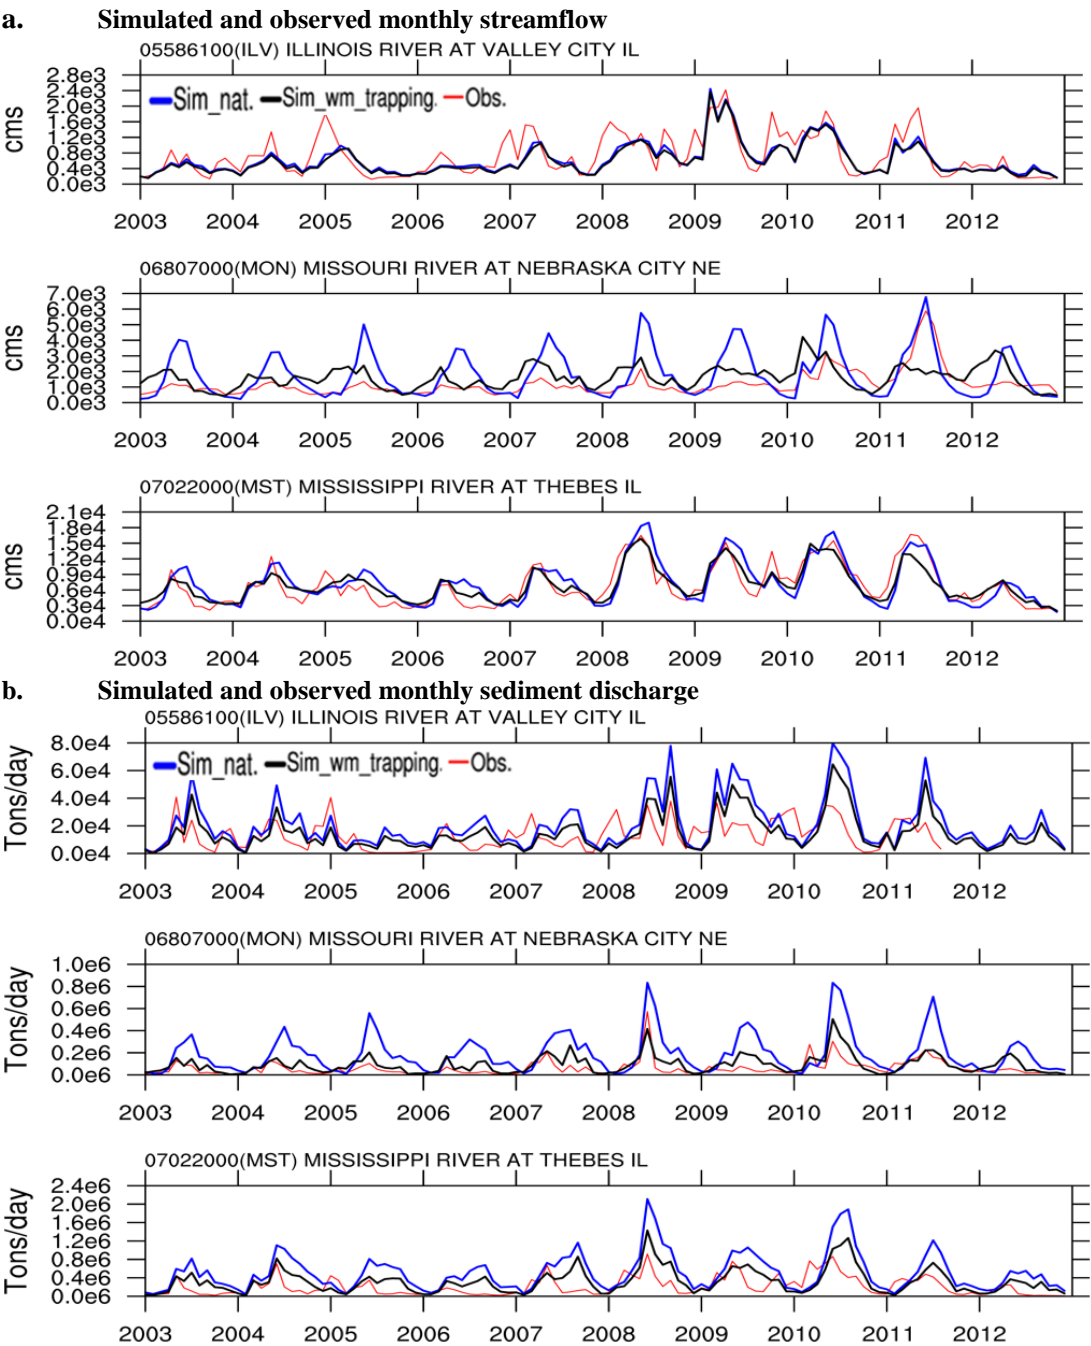 a. Simulated and observed monthly streamflow
05586100(ILV) ILLINOIS RIVER AT VALLEY CITY IL
Sim_nat. Sim_wm_trapping. Obs.
cms
2.8e3
2.4e3
2.0e3
1.6e3
1.2e3
0.8e3
0.4e3
0.0e3
2003 2004 2005 2006 2007 2008 2009 2010 2011 2012
06807000(MON) MISSOURI RIVER AT NEBRASKA CITY NE
cms
7.0e3
6.0e3
5.0e3
4.0e3
3.0e3
2.0e3
1.0e3
0.0e3
2003 2004 2005 2006 2007 2008 2009 2010 2011 2012
07022000(MST) MISSISSIPPI RIVER AT THEBES IL
cms
2.1e4
1.8e4
1.5e4
1.2e4
0.9e4
0.6e4
0.3e4
0.0e4
2003 2004 2005 2006 2007 2008 2009 2010 2011 2012
b. Simulated and observed monthly sediment discharge
05586100(ILV) ILLINOIS RIVER AT VALLEY CITY IL
Sim_nat. Sim_wm_trapping. Obs.
Tons/day
8.0e4
6.0e4
4.0e4
2.0e4
0.0e4
2003 2004 2005 2006 2007 2008 2009 2010 2011 2012
06807000(MON) MISSOURI RIVER AT NEBRASKA CITY NE
Tons/day
1.0e6
0.8e6
0.6e6
0.4e6
0.2e6
0.0e6
2003 2004 2005 2006 2007 2008 2009 2010 2011 2012
07022000(MST) MISSISSIPPI RIVER AT THEBES IL
Tons/day
2.4e6
2.0e6
1.6e6
1.2e6
0.8e6
0.4e6
0.0e6
2003 2004 2005 2006 2007 2008 2009 2010 2011 2012